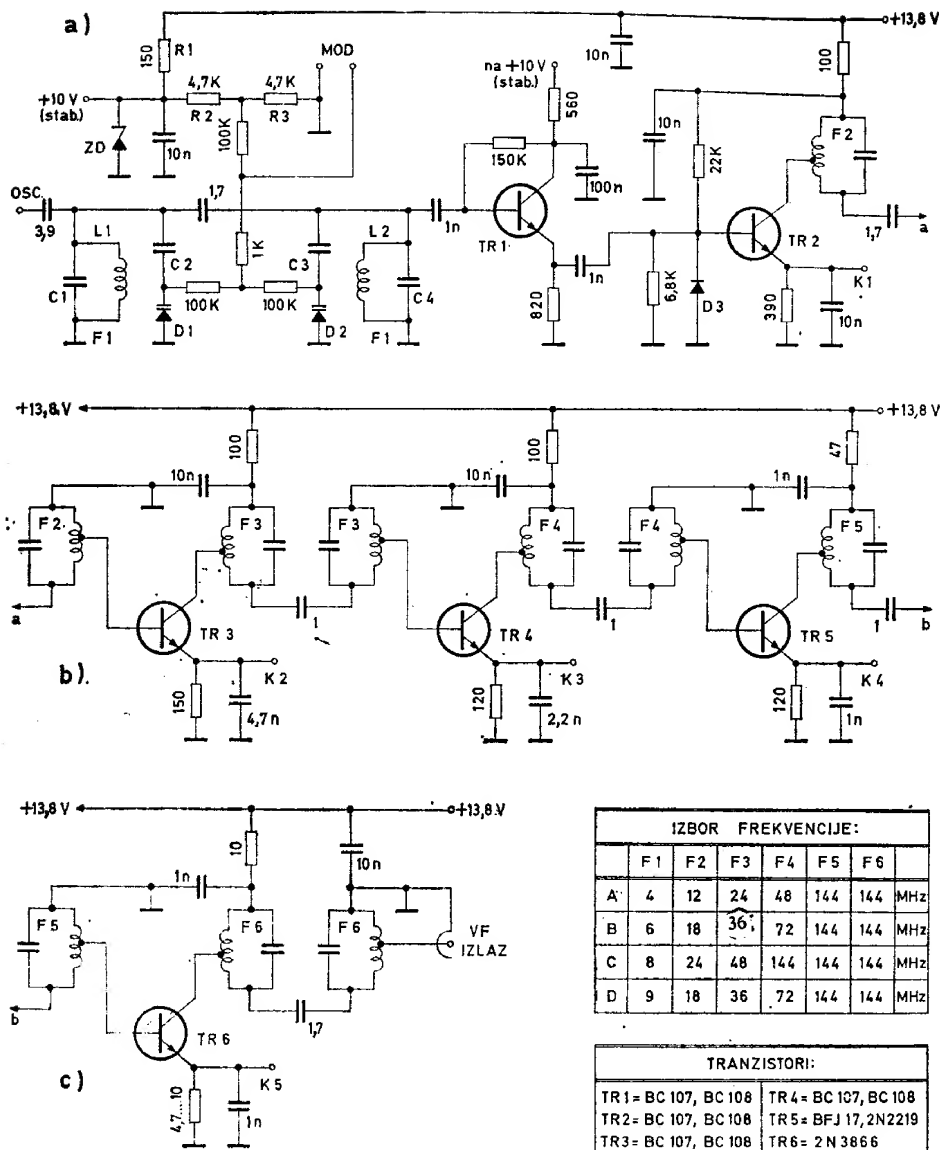 a)
+13,8 V
150
R1
MOD
10n
100
na +10 V
(stab.)
4,7K
4,7K
+10 V
(stab.)
R2
R3
560
ZD
10n
100K
10n
22K
F2
150K
100n
OSC.
3,9
1,7
1n
TR 1
TR 2
1,7
a
L1
C2
1K
C3
L2
1n
C1
100K
100K
C4
820
6,8K
D3
390
K1
10n
F1
D1
D2
F1
+13,8 V
+13,8 V
100
100
47
10n
10n
1n
F2
F3
F3
F4
F4
F5
a
TR 3
1
TR 4
1
TR 5
1
b
b).
K2
K3
K4
150
4,7n
120
2,2n
120
1n
+13,8 V
+13,8 V
10
10n
1n
F5
F6
F6
VF
IZLAZ
b
TR 6
1,7
c)
K5
4,7...10
1n
IZBOR FREKVENCIJE:
F1 F2 F3 F4 F5 F6
A 4 12 24 48 144 144 MHz
B 6 18 36 72 144 144 MHz
C 8 24 48 144 144 144 MHz
D 9 18 36 72 144 144 MHz
TRANZISTORI:
TR1= BC 107, BC 108 TR4= BC 107, BC 108
TR2= BC 107, BC 108 TR5= BFJ 17, 2N2219
TR3= BC 107, BC 108 TR6= 2N3866